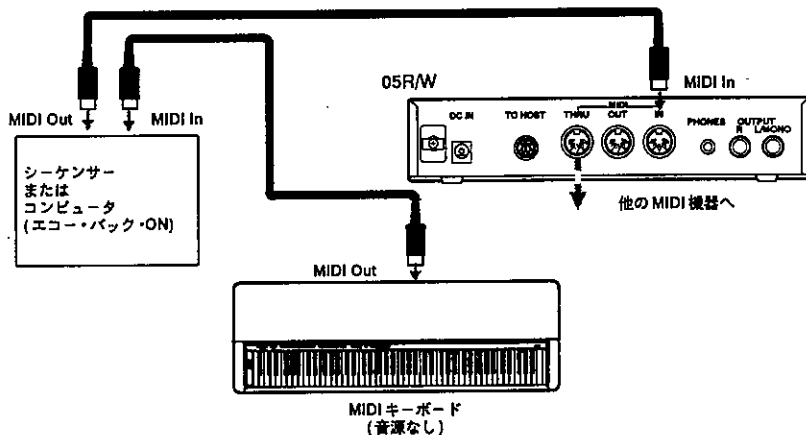 05R/W
MIDI In
MIDI Out
MIDI In
DC IN
TO HOST
MIDI
THRU
OUT
IN
PHONES
OUTPUT
R
L/MONO
シーケンサー
または
コンピュータ
(エコー・バック・ON)
他のMIDI機器へ
MIDI Out
MIDIキーボード
(音源なし)